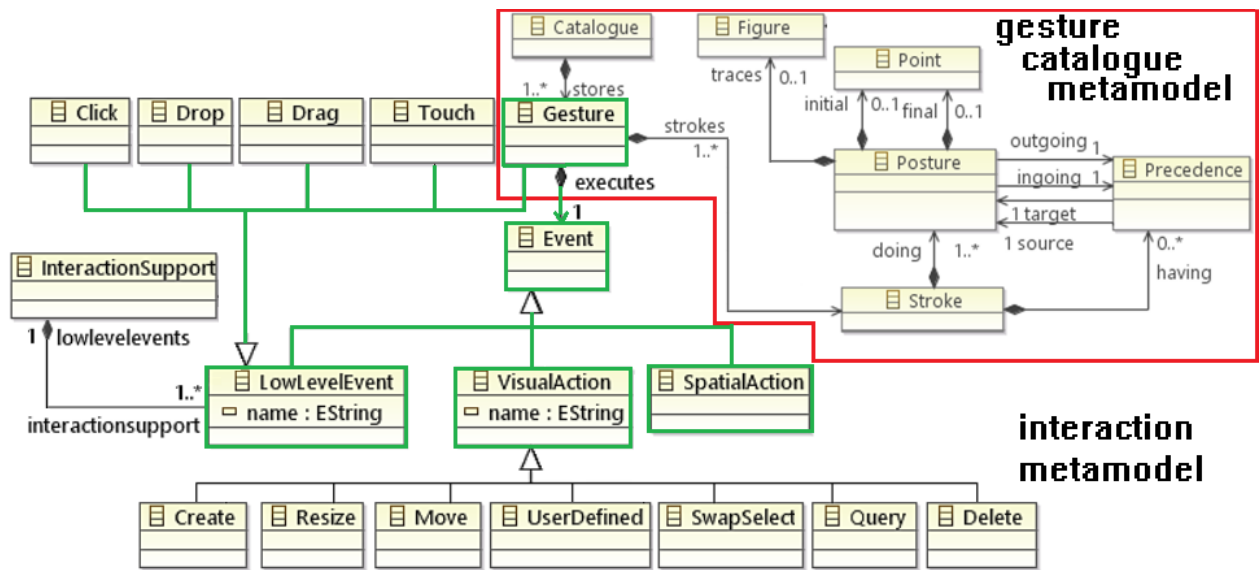 Catalogue
Figure
gesture
catalogue
metamodel
Point
traces
0..1
1..*
stores
initial
0..1
final
0..1
Click
Drop
Drag
Touch
Gesture
strokes
1..*
outgoing
1
Posture
Precedence
ingoing
1
executes
1
1 target
1 source
Event
doing
1..*
0..*
having
InteractionSupport
Stroke
1
lowlevelevents
LowLevelEvent
name : EString
VisualAction
name : EString
SpatialAction
1..*
interactionsupport
interaction
metamodel
Create
Resize
Move
UserDefined
SwapSelect
Query
Delete